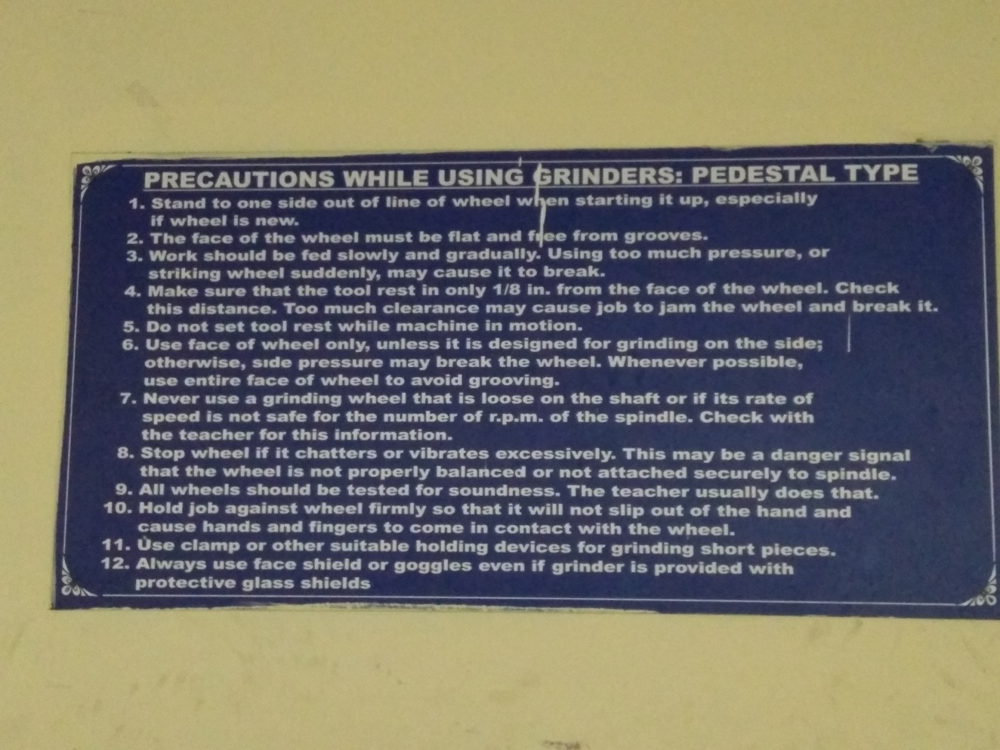 PRECAUTIONS WHILE USING GRINDERS: PEDESTAL TYPE
1. Stand to one side out of line of wheel when starting it up, especially
if wheel is new.
2. The face of the wheel must be flat and free from grooves.
3. Work should be fed slowly and gradually. Using too much pressure, or
striking wheel suddenly, may cause it to break.
4. Make sure that the tool rest in only 1/8 in. from the face of the wheel. Check
this distance. Too much clearance may cause job to jam the wheel and break it.
5. Do not set tool rest while machine in motion.
6. Use face of wheel only, unless it is designed for grinding on the side;
otherwise, side pressure may break the wheel. Whenever possible,
use entire face of wheel to avoid grooving.
7. Never use a grinding wheel that is loose on the shaft or if its rate of
speed is not safe for the number of r.p.m. of the spindle. Check with
the teacher for this information.
8. Stop wheel if it chatters or vibrates excessively. This may be a danger signal
that the wheel is not properly balanced or not attached securely to spindle.
9. All wheels should be tested for soundness. The teacher usually does that.
10. Hold job against wheel firmly so that it will not slip out of the hand and
cause hands and fingers to come in contact with the wheel.
11. Use clamp or other suitable holding devices for grinding short pieces.
12. Always use face shield or goggles even if grinder is provided with
protective glass shields